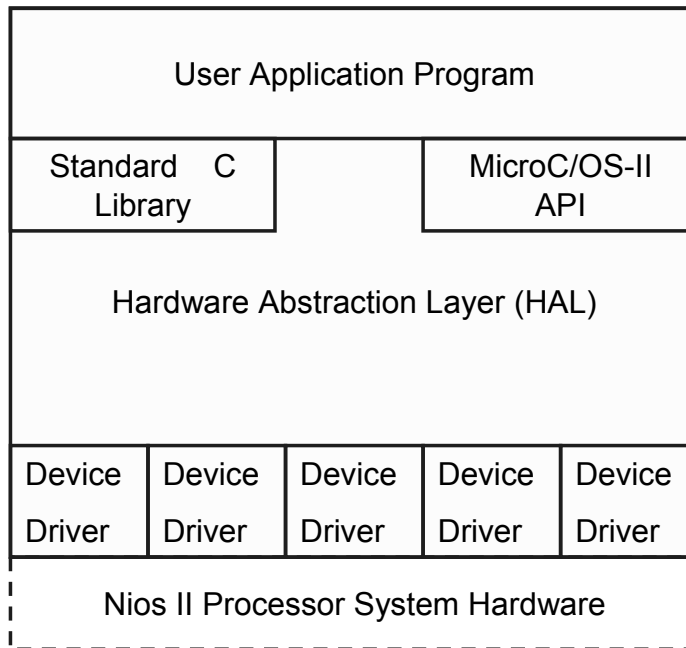 User Application Program
Standard C
Library
MicroC/OS-II
API
Hardware Abstraction Layer (HAL)
Device Device Device Device Device
Driver Driver Driver Driver Driver
Nios II Processor System Hardware